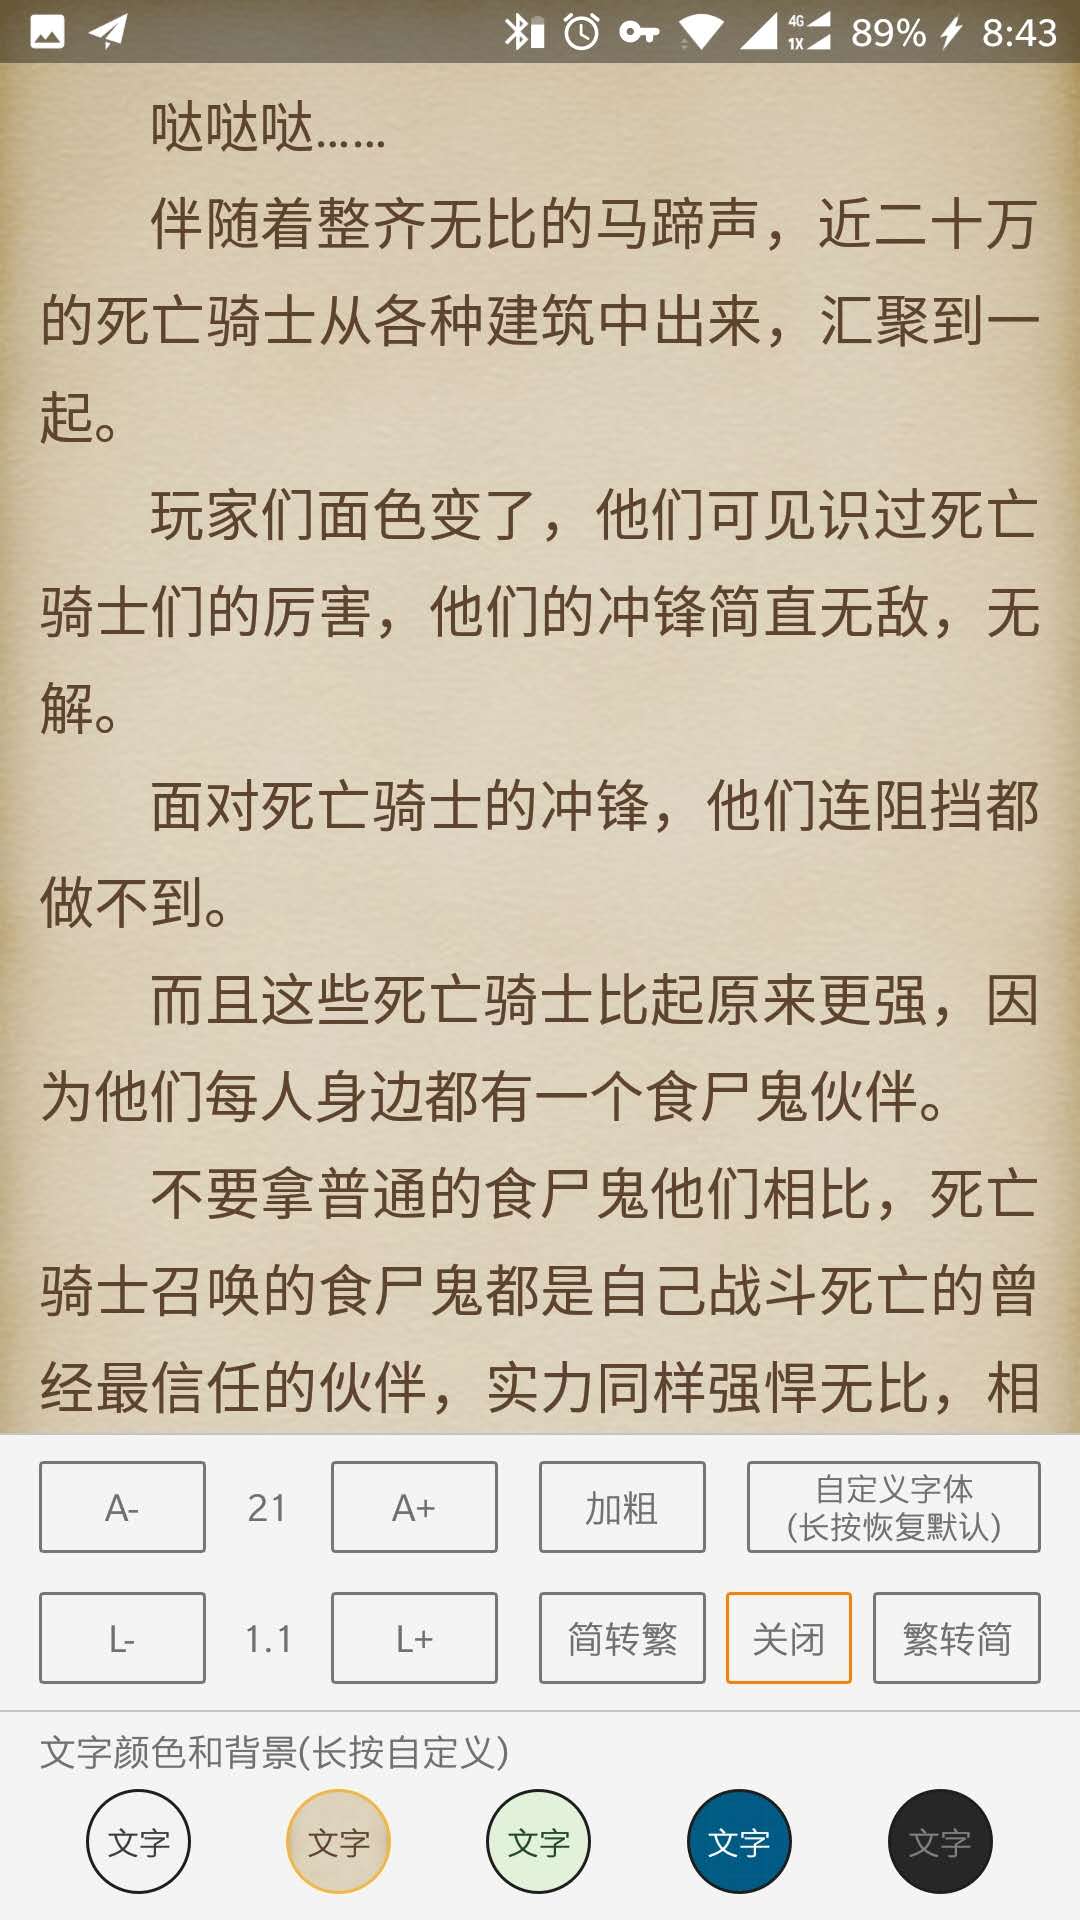 4G
1X
89%
8:43
哒哒哒……
伴随着整齐无比的马蹄声，近二十万
的死亡骑士从各种建筑中出来，汇聚到一
起。
玩家们面色变了，他们可见识过死亡
骑士们的厉害，他们的冲锋简直无敌，无
解。
面对死亡骑士的冲锋，他们连阻挡都
做不到。
而且这些死亡骑士比起原来更强，因
为他们每人身边都有一个食尸鬼伙伴。
不要拿普通的食尸鬼他们相比，死亡
骑士召唤的食尸鬼都是自己战斗死亡的曾
经最信任的伙伴，实力同样强悍无比，相
A- 21 A+ 加粗 自定义字体
(长按恢复默认)
L- 1.1 L+ 简转繁 关闭 繁转简
文字颜色和背景(长按自定义)
文字 文字 文字 文字 文字